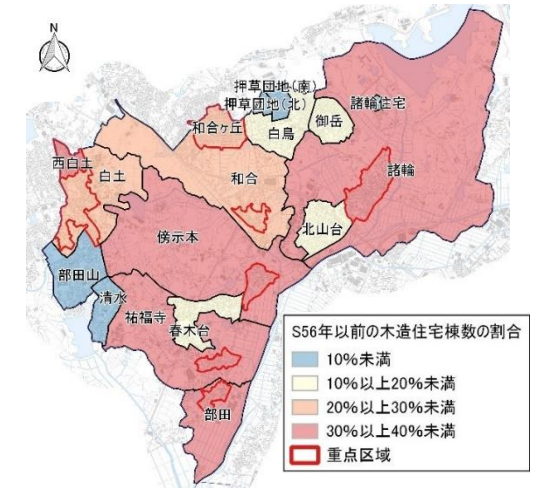 N
押草団地(南)
押草団地(北)
諸輪住宅
和合ヶ丘
白鳥
御岳
西白土
白土
和合
諸輪
傍示本
北山台
部田山
清水
祐福寺
春木台
部田
S56年以前の木造住宅棟数の割合
10%未満
10%以上20%未満
20%以上30%未満
30%以上40%未満
重点区域